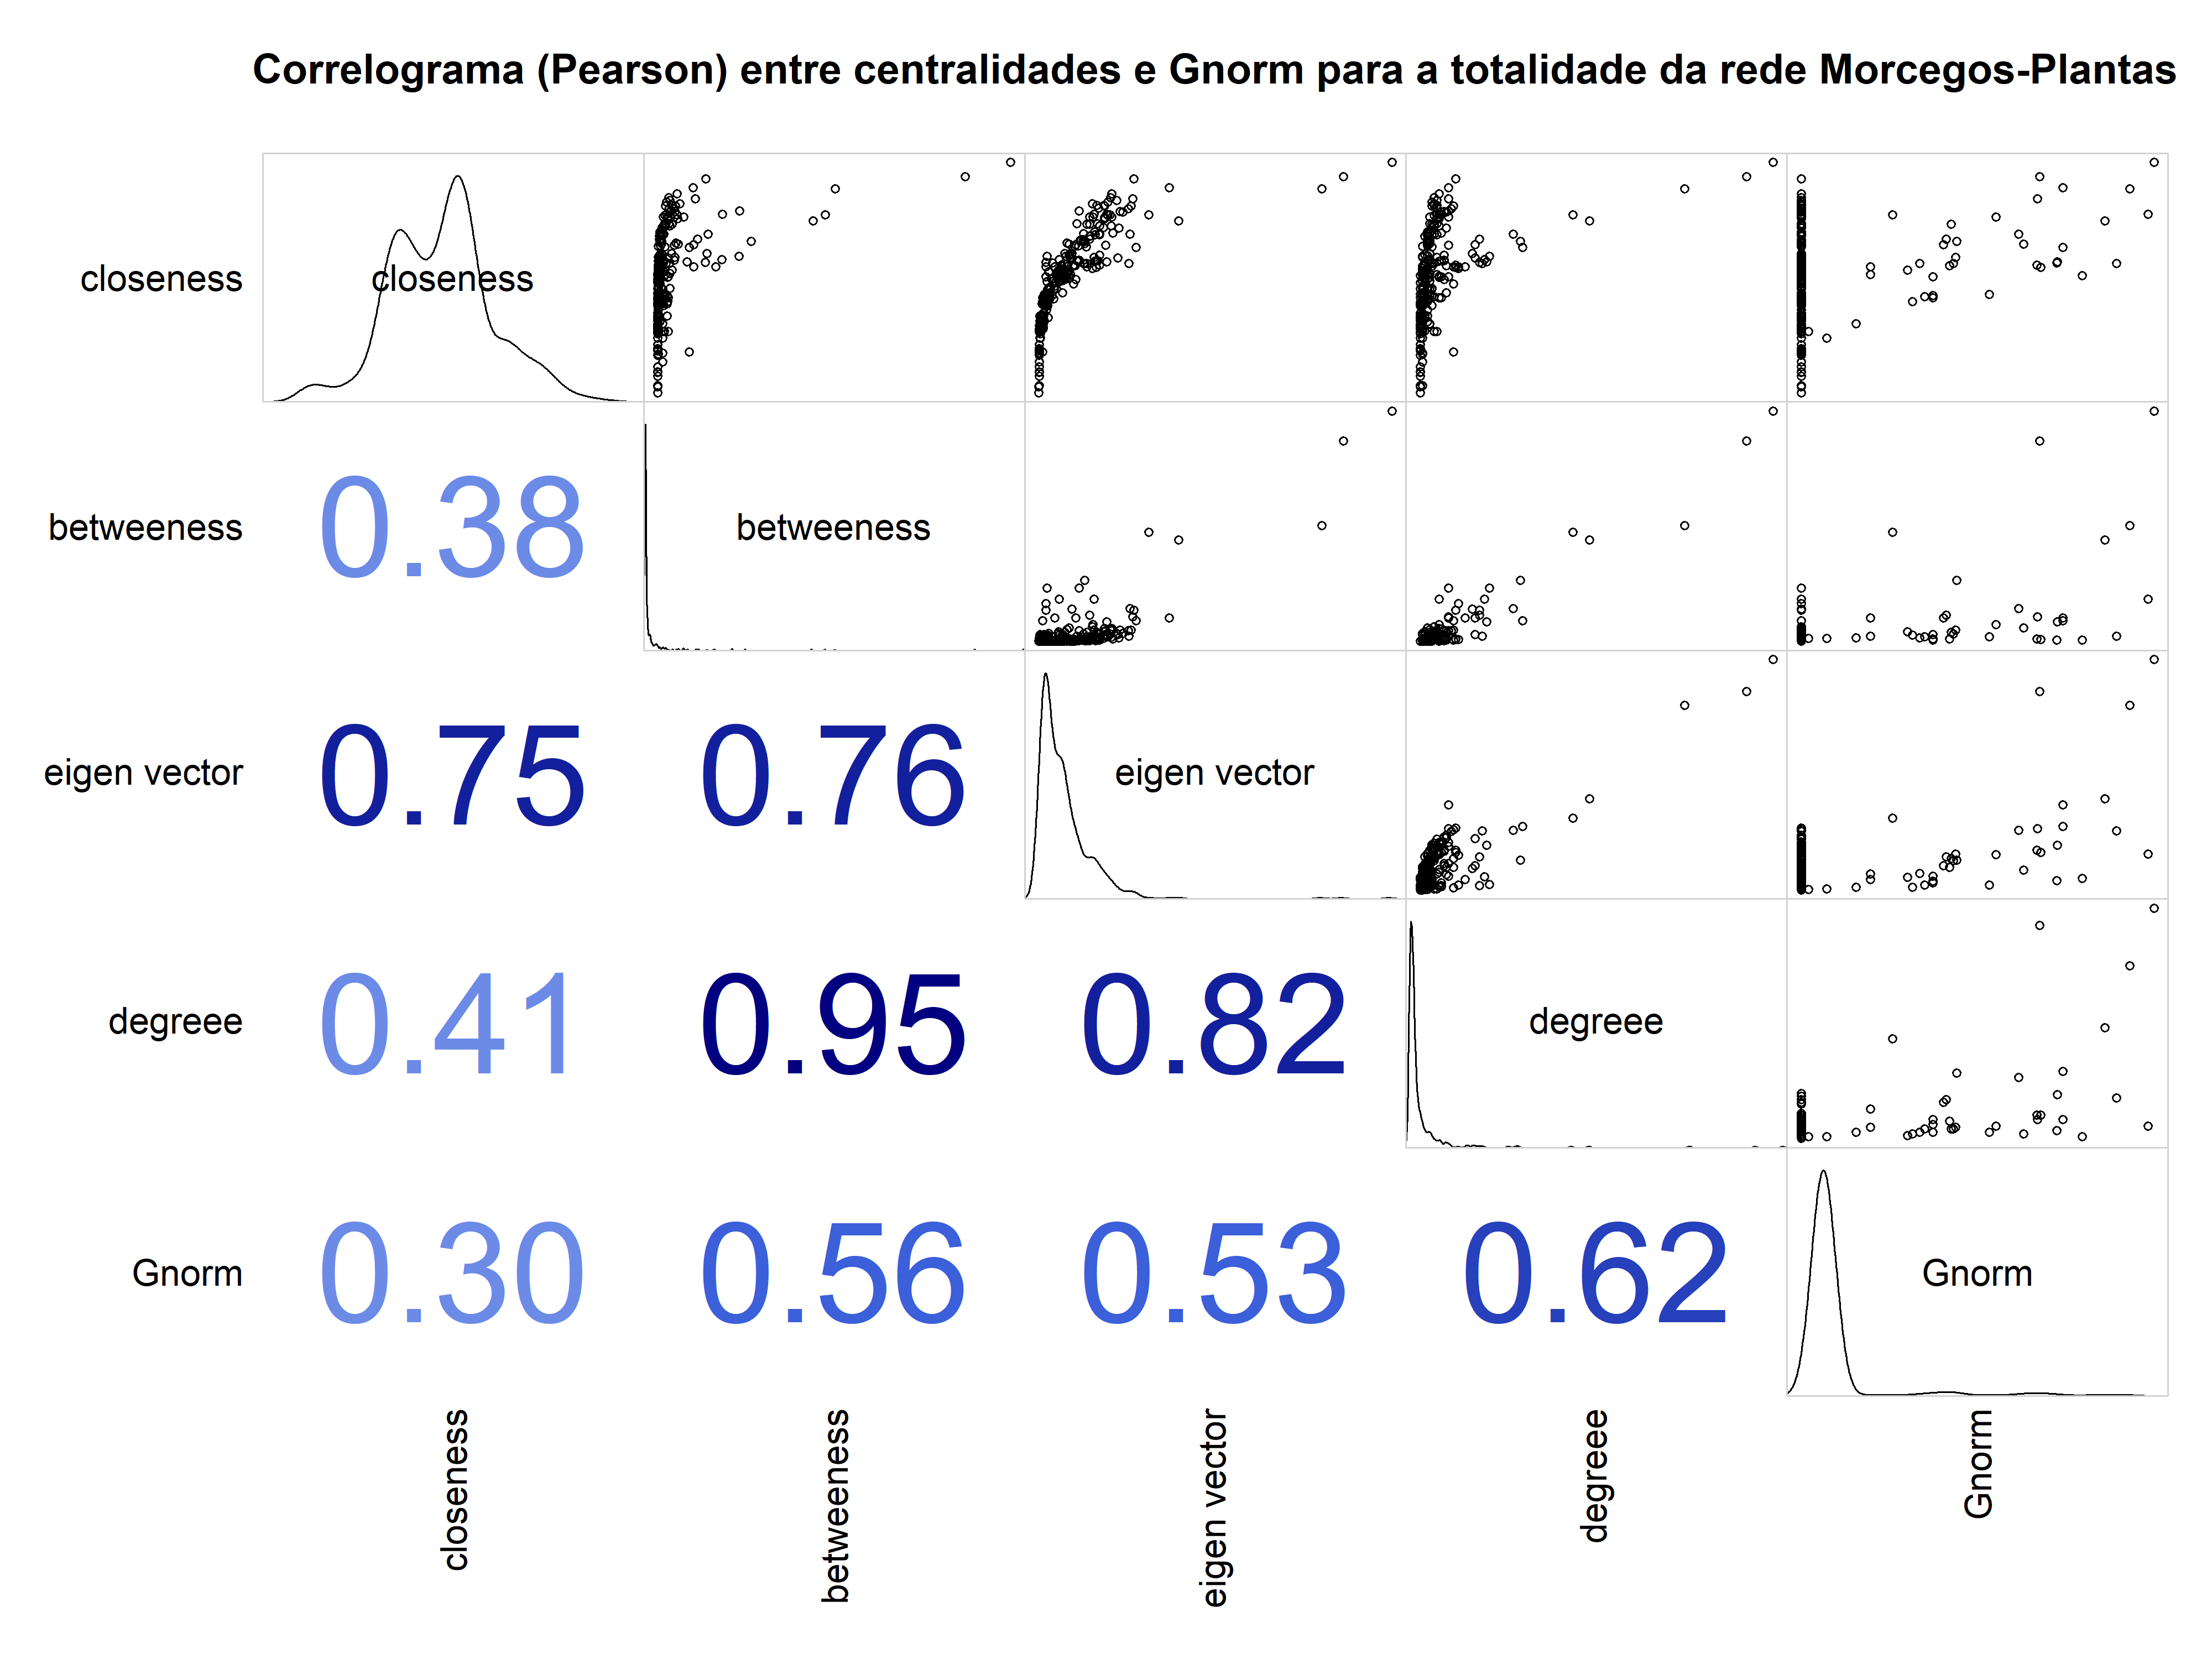 Correlograma (Pearson) entre centralidades e Gnorm para a totalidade da rede Morcegos-Plantas
closeness closeness
betweeness 0.38 betweeness
eigen vector 0.75 0.76 eigen vector
degreee 0.41 0.95 0.82 degreee
Gnorm 0.30 0.56 0.53 0.62 Gnorm
closeness betweeness eigen vector degreee Gnorm